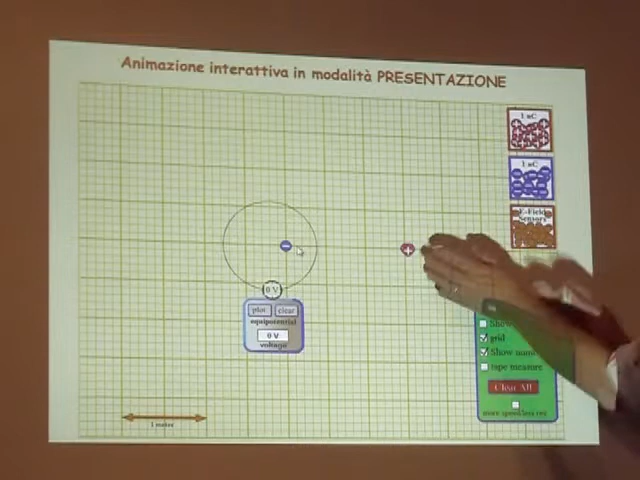 Animazione interattiva in modalità PRESENTAZIONE
1 nC
+
1 nC
−
E-Field
Sensors
−
+
0 V
plot clear
equipotential
0 V
voltage
grid
Show num
tape measure
Clear All
1 meter